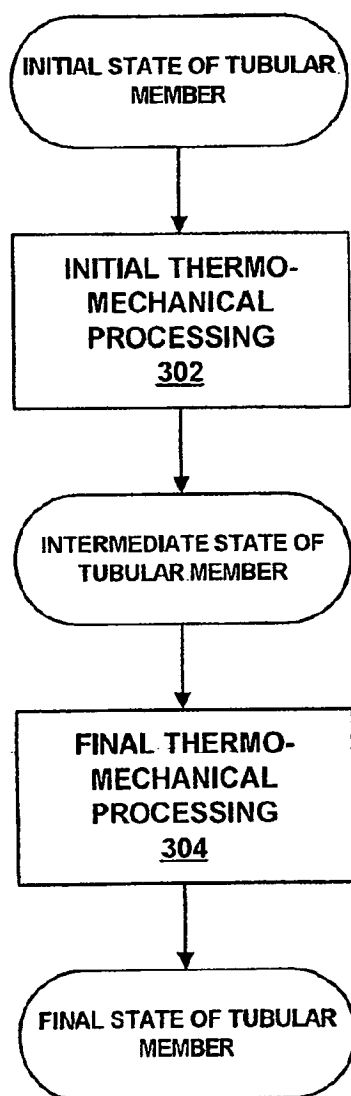 INITIAL STATE OF TUBULAR
MEMBER
INITIAL THERMO-
MECHANICAL
PROCESSING
302
INTERMEDIATE STATE OF
TUBULAR MEMBER
FINAL THERMO-
MECHANICAL
PROCESSING
304
FINAL STATE OF TUBULAR
MEMBER